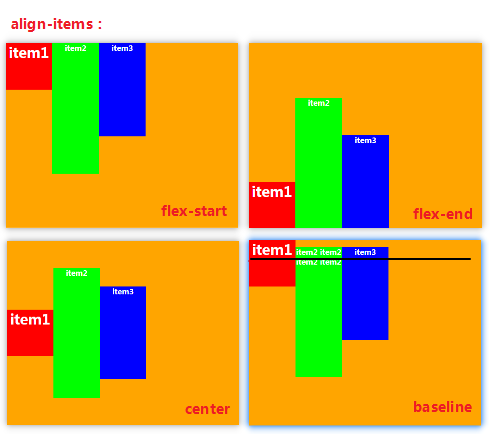 align-items :
item1 item2 item3
flex-start
item2
item3
item1
flex-end
item2
item3
item1
center
item1 item2 item2 item3
item2 item2
baseline